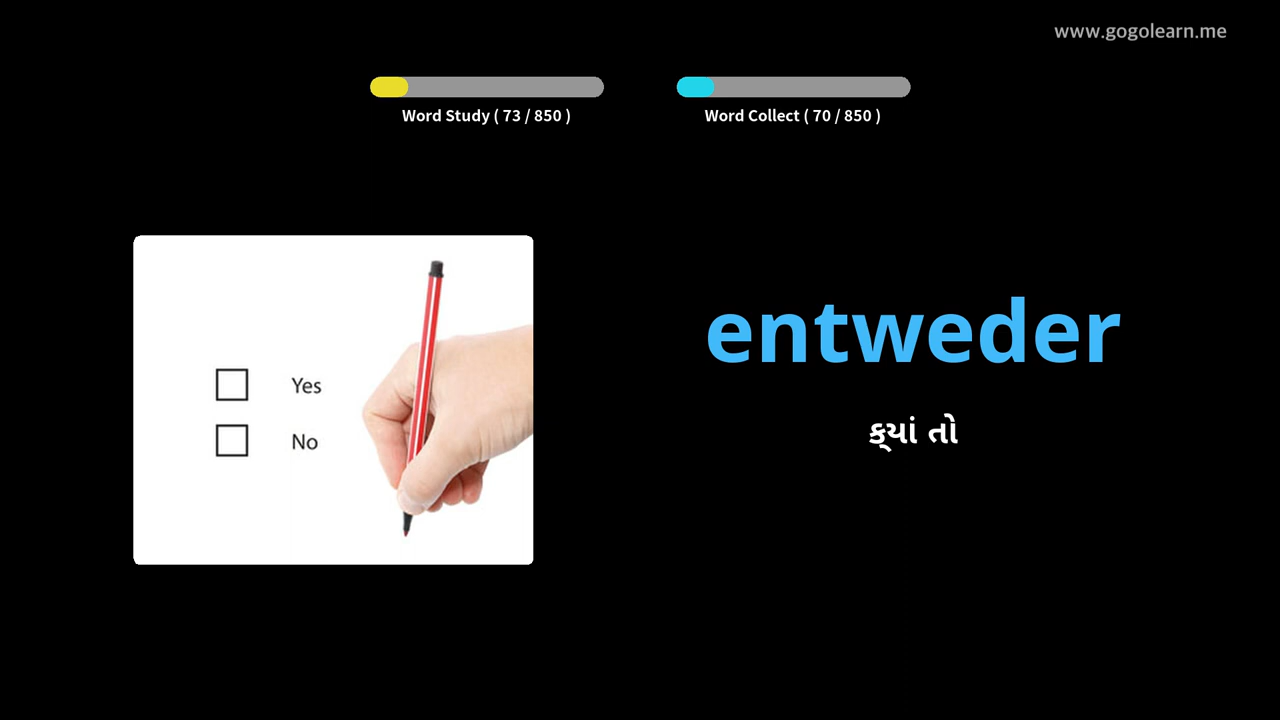 www.gogolearn.me
Word Study ( 73 / 850 )
Word Collect ( 70 / 850 )
Yes
No
entweder
ક્યાં તો